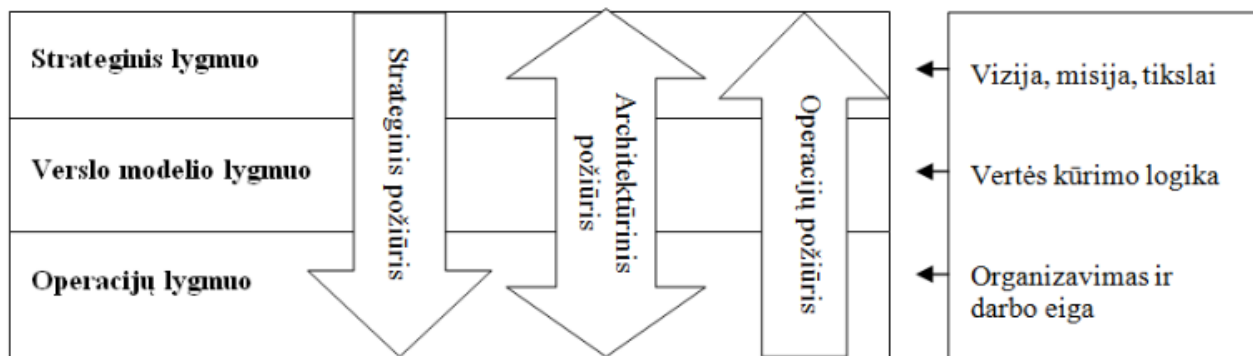 Strateginis lygmuo
Verslo modelio lygmuo
Operacijų lygmuo
Strateginis požiūris
Architektūrinis
požiūris
Operacijų požiūris
Vizija, misija, tikslai
Vertės kūrimo logika
Organizavimas ir
darbo eiga